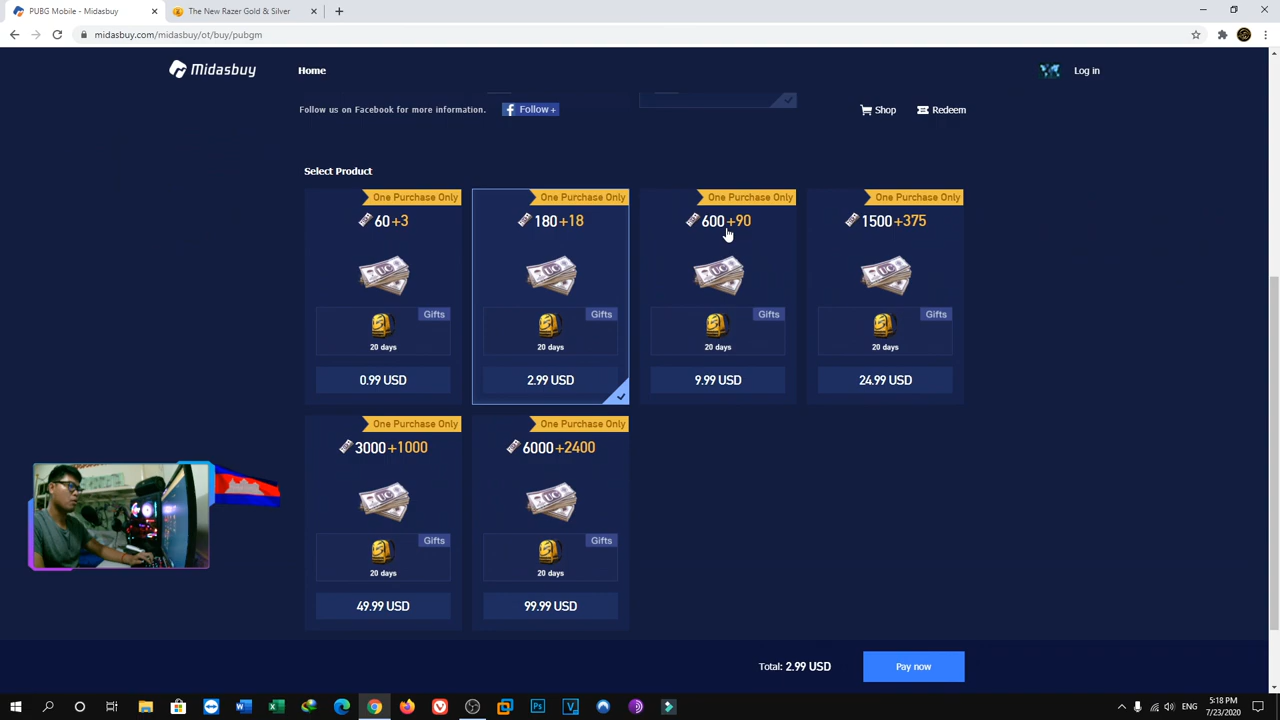 PUBG Mobile - Midasbuy
The New Razer Gold & Silver
midasbuy.com/midasbuy/ot/buy/pubgm
Midasbuy
Home
Log in
Follow us on Facebook for more information.
Follow +
Shop
Redeem
Select Product
One Purchase Only
One Purchase Only
One Purchase Only
One Purchase Only
60+3
180+18
600+90
1500+375
Gifts
Gifts
Gifts
Gifts
20 days
20 days
20 days
20 days
0.99 USD
2.99 USD
9.99 USD
24.99 USD
One Purchase Only
One Purchase Only
3000+1000
6000+2400
Gifts
Gifts
20 days
20 days
49.99 USD
99.99 USD
Total: 2.99 USD
Pay now
ENG
5:18 PM
7/23/2020